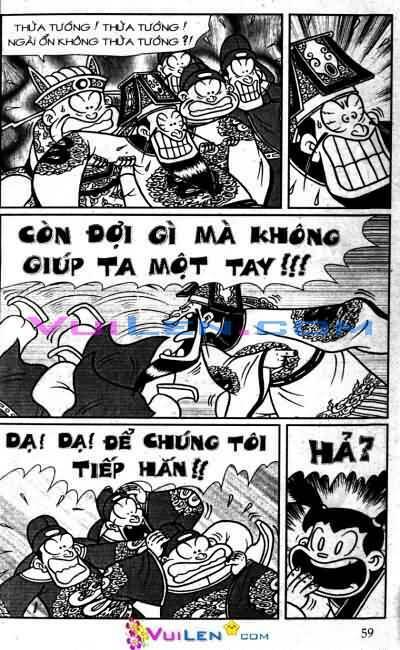 THỪA TƯỚNG! THỪA TƯỚNG!
NGÀI ỔN KHÔNG THỪA TƯỚNG?!
CÒN ĐỢI GÌ MÀ KHÔNG
GIÚP TA MỘT TAY!!!
VUILEN.COM
DẠ! DẠ! ĐỂ CHÚNG TÔI
TIẾP HẮN!!
HẢ?
59
VUILEN.COM